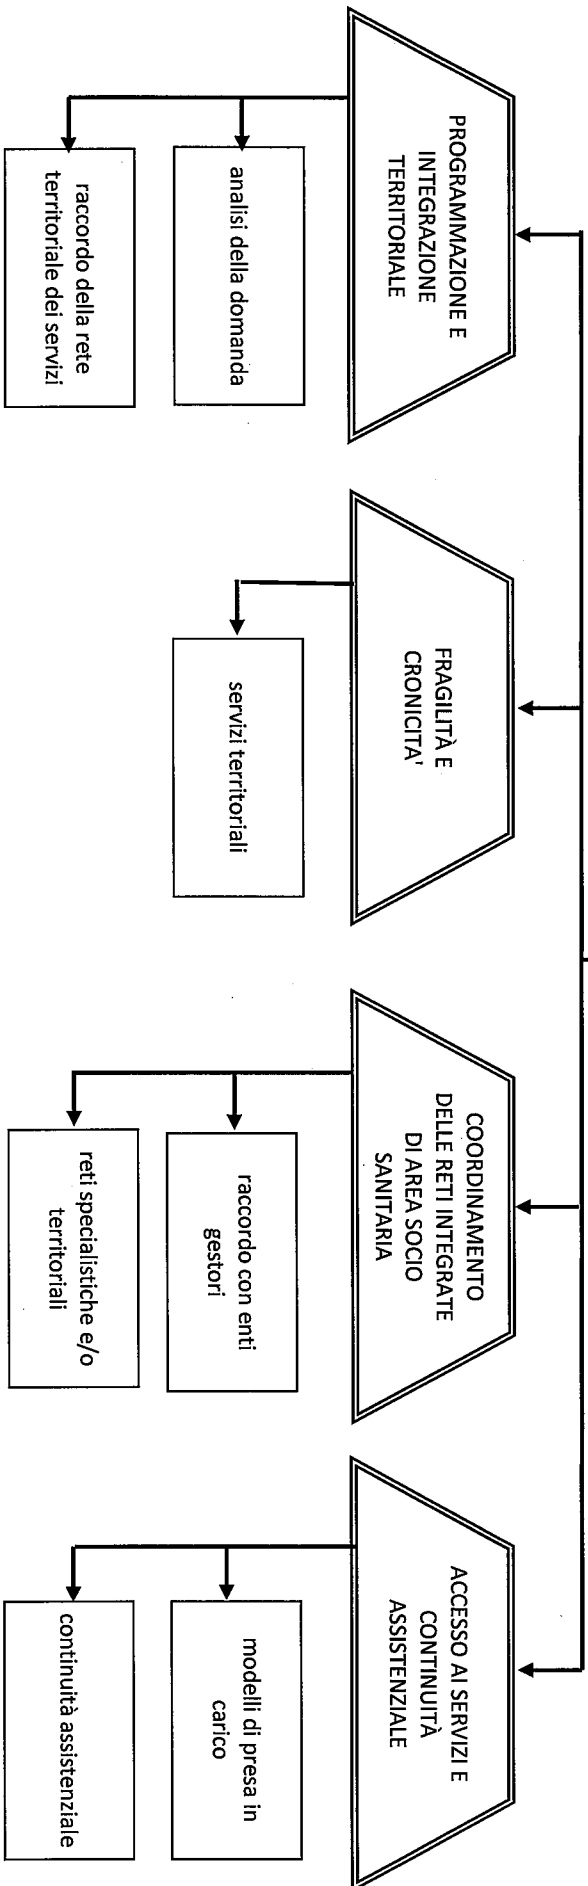 PROGRAMMAZIONE E
INTEGRAZIONE
TERRITORIALE
analisi della domanda
raccordo della rete
territoriale dei servizi
FRAGILITÀ E
CRONICITA'
servizi territoriali
COORDINAMENTO
DELLE RETI INTEGRATE
DI AREA SOCIO
SANITARIA
raccordo con enti
gestori
reti specialistiche e/o
territoriali
ACCESSO AI SERVIZI E
CONTINUITÀ
ASSISTENZIALE
modelli di presa in
carico
continuità assistenziale